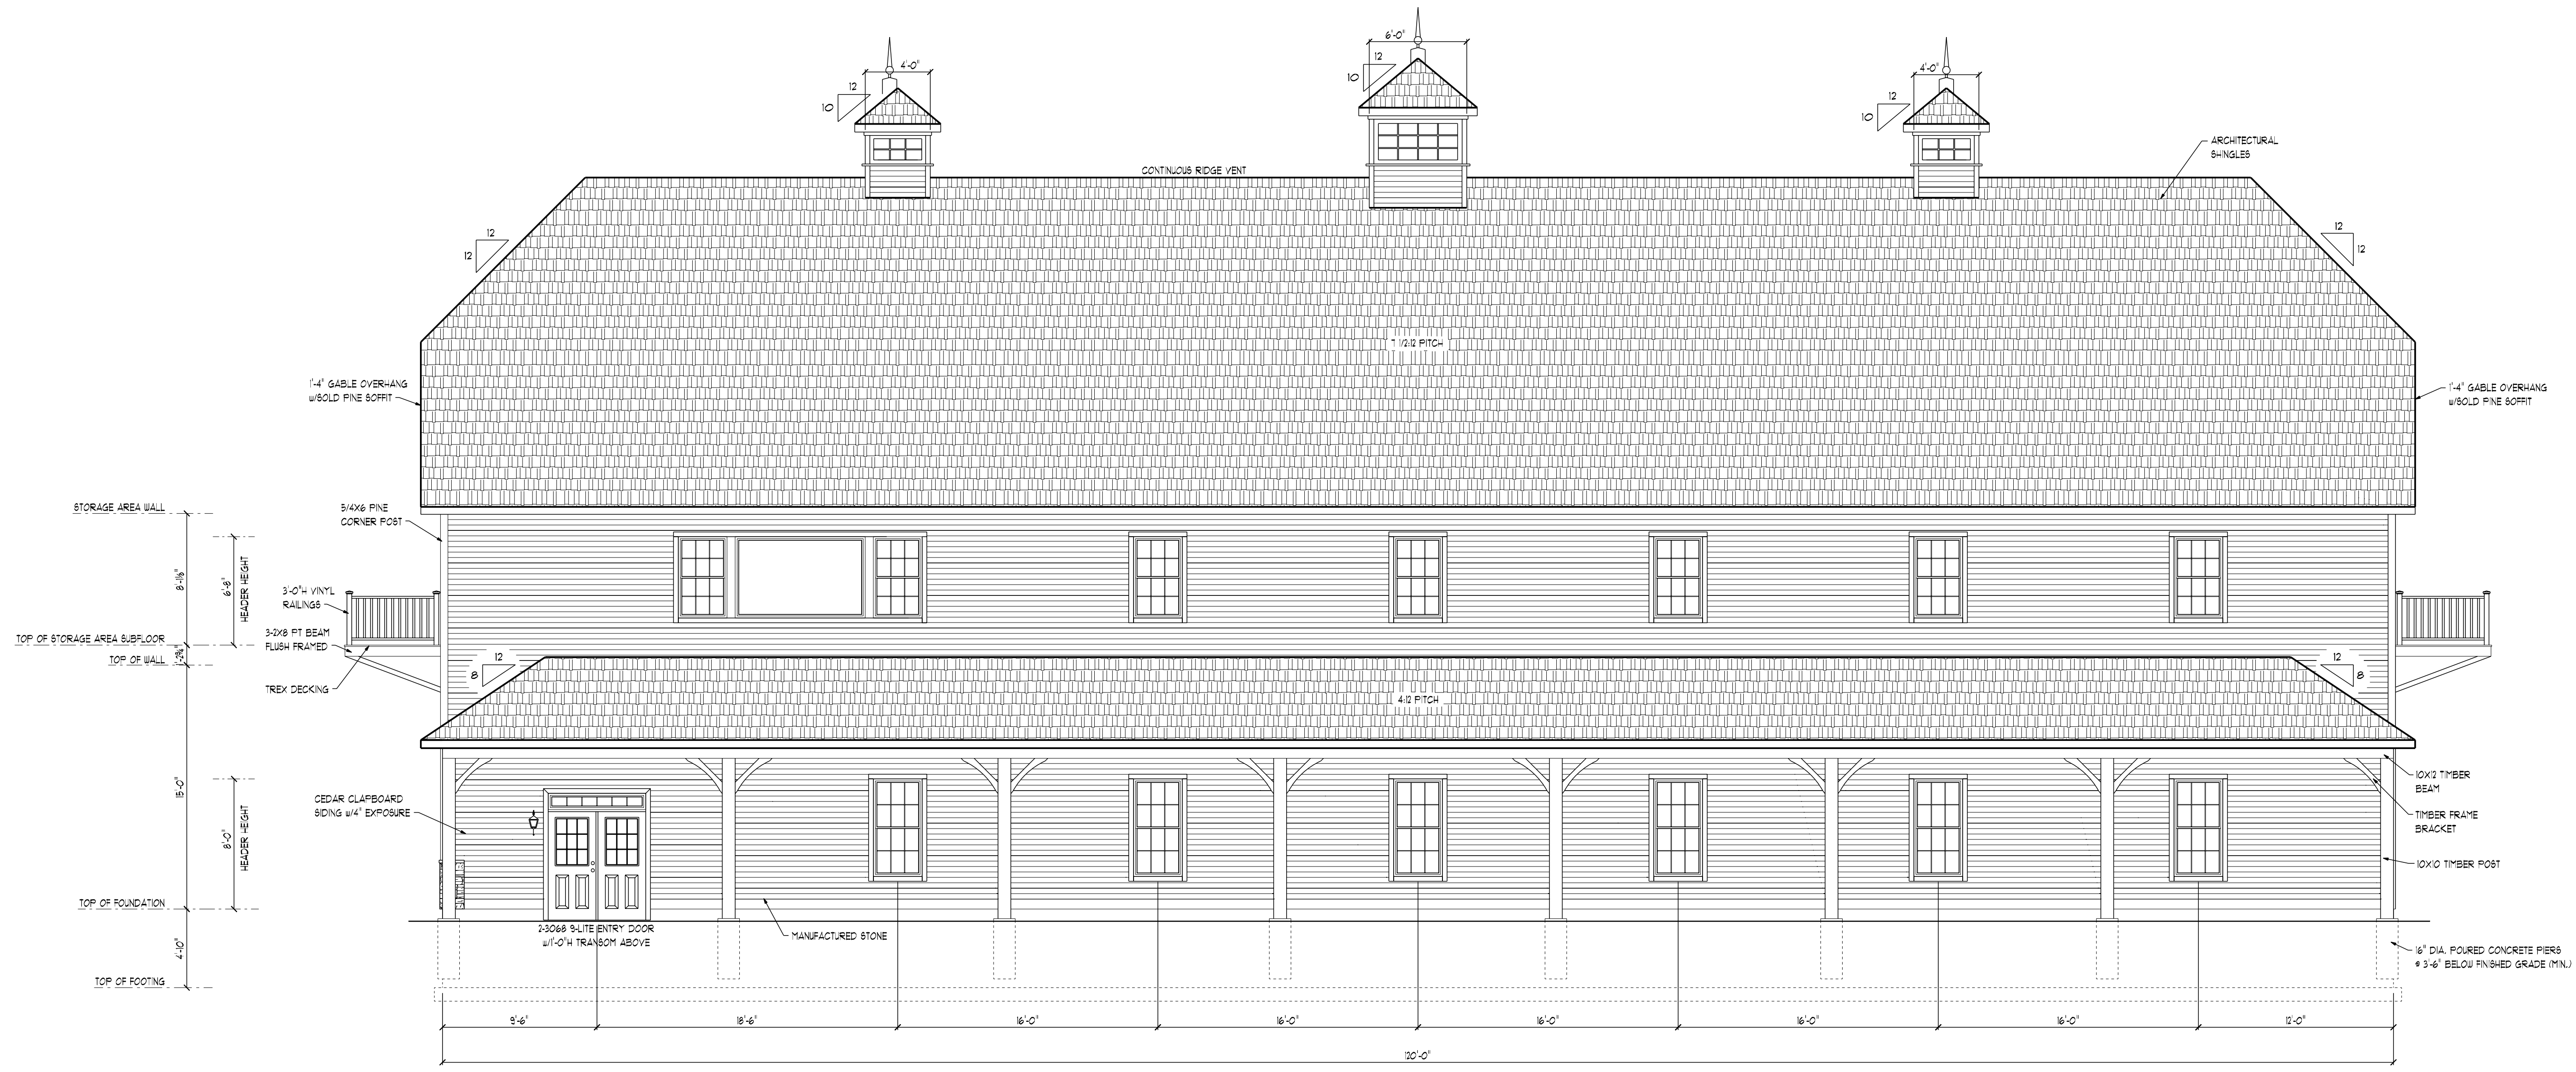 6'-0"
12
10
4'-0"
12
10
4'-0"
12
10
ARCHITECTURAL
SHINGLES
CONTINUOUS RIDGE VENT
12
12
12
12
7 1/2:12 PITCH
1'-4" GABLE OVERHANG
w/SOLD PINE SOFFIT
1'-4" GABLE OVERHANG
w/SOLD PINE SOFFIT
STORAGE AREA WALL
5/4X6 PINE
CORNER POST
8'-1 1/8"
6'-8"
HEADER HEIGHT
3'-0"H VINYL
RAILINGS
TOP OF STORAGE AREA SUBFLOOR
3-2X8 PT BEAM
FLUSH FRAMED
TOP OF WALL
TREX DECKING
12
8
12
8
4:12 PITCH
15'-0"
8'-0"
HEADER HEIGHT
CEDAR CLAPBOARD
SIDING w/4" EXPOSURE
10X12 TIMBER
BEAM
TIMBER FRAME
BRACKET
10X10 TIMBER POST
TOP OF FOUNDATION
2-3068 9-LITE ENTRY DOOR
w/1'-0"H TRANSOM ABOVE
MANUFACTURED STONE
4'-10"
16" DIA. POURED CONCRETE PIERS
@ 3'-6" BELOW FINISHED GRADE (MIN.)
TOP OF FOOTING
9'-6"
18'-6"
16'-0"
16'-0"
16'-0"
16'-0"
16'-0"
12'-0"
120'-0"